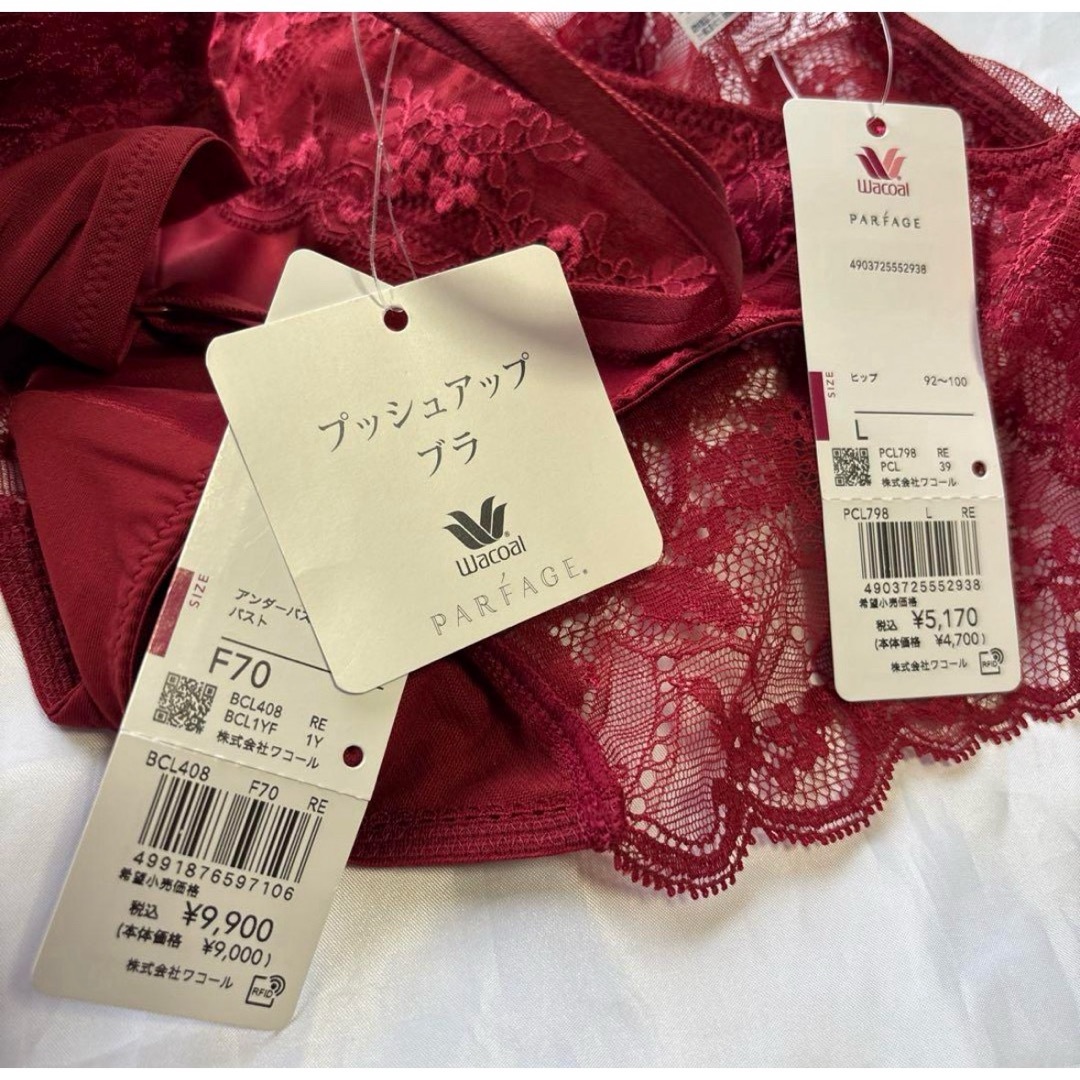 プッシュアップ
ブラ
Wacoal
PARFAGE
SIZE
アンダーバス
バスト
F70
BCL408 RE
BCL1YF 1Y
株式会社ワコール
BCL408 F70 RE
4991876597106
希望小売価格
税込 ¥9,900
(本体価格 ¥9,000)
株式会社ワコール
RFID
Wacoal
PARFAGE
4903725552938
SIZE
ヒップ 92〜100
L
PCL798 RE
PCL 39
株式会社ワコール
PCL798 L RE
4903725552938
希望小売価格
税込 ¥5,170
(本体価格 ¥4,700)
株式会社ワコール
RFID